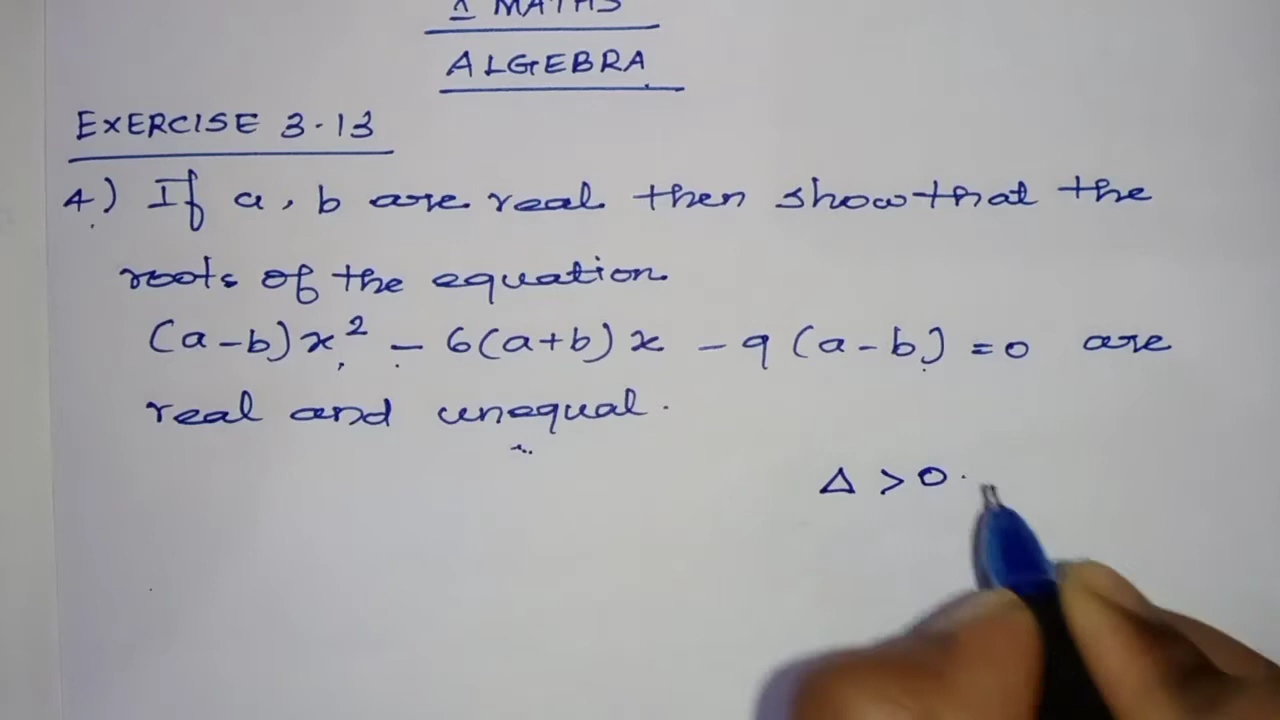 X MATHS
ALGEBRA
EXERCISE 3.13
4.) If a, b are real then show that the
roots of the equation
(a-b)x² - 6(a+b)x - 9(a-b) = 0 are
real and unequal.
Δ > 0.